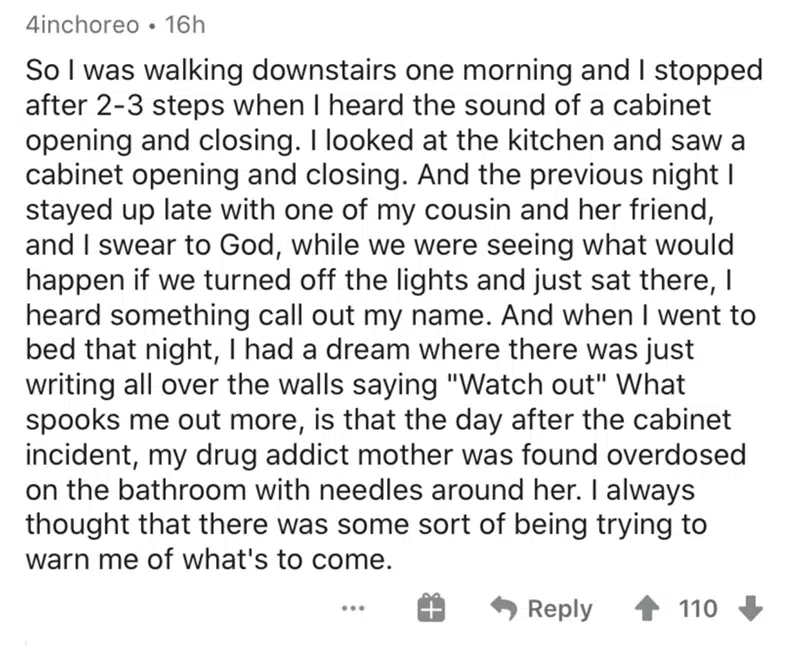 4inchoreo • 16h
So I was walking downstairs one morning and I stopped
after 2-3 steps when I heard the sound of a cabinet
opening and closing. I looked at the kitchen and saw a
cabinet opening and closing. And the previous night I
stayed up late with one of my cousin and her friend,
and I swear to God, while we were seeing what would
happen if we turned off the lights and just sat there, I
heard something call out my name. And when I went to
bed that night, I had a dream where there was just
writing all over the walls saying "Watch out" What
spooks me out more, is that the day after the cabinet
incident, my drug addict mother was found overdosed
on the bathroom with needles around her. I always
thought that there was some sort of being trying to
warn me of what's to come.
... Reply 110